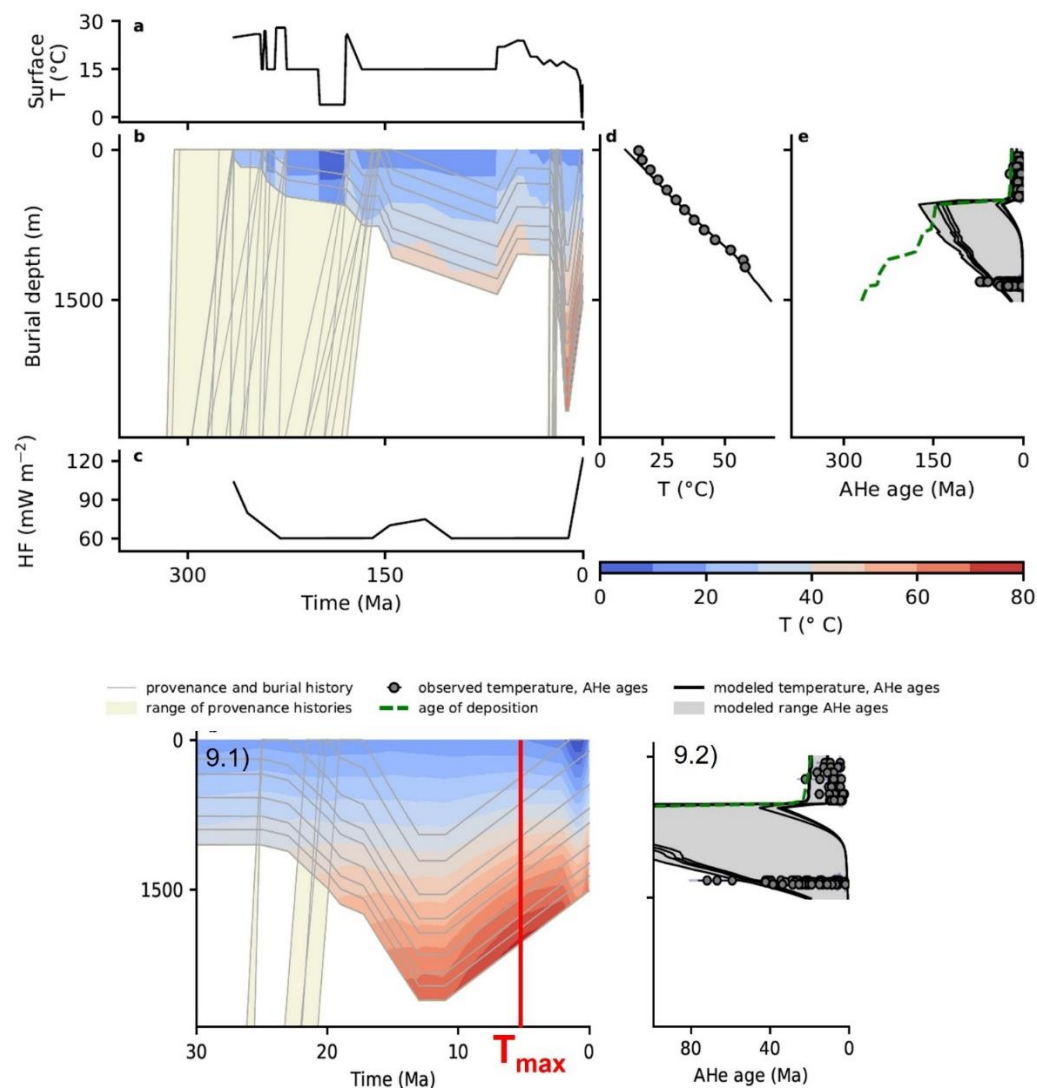 a
30
15
0
Surface
T (°C)
b
d
e
0
1500
Burial depth (m)
c
0 25 50
T (°C)
300 150 0
AHe age (Ma)
120
90
60
HF (mW m⁻²)
300 150 0
Time (Ma)
0 20 40 60 80
T (° C)
provenance and burial history
observed temperature, AHe ages
modeled temperature, AHe ages
range of provenance histories
age of deposition
modeled range AHe ages
9.1)
9.2)
0
1500
30 20 10 0
Time (Ma)
Tmax
80 40 0
AHe age (Ma)